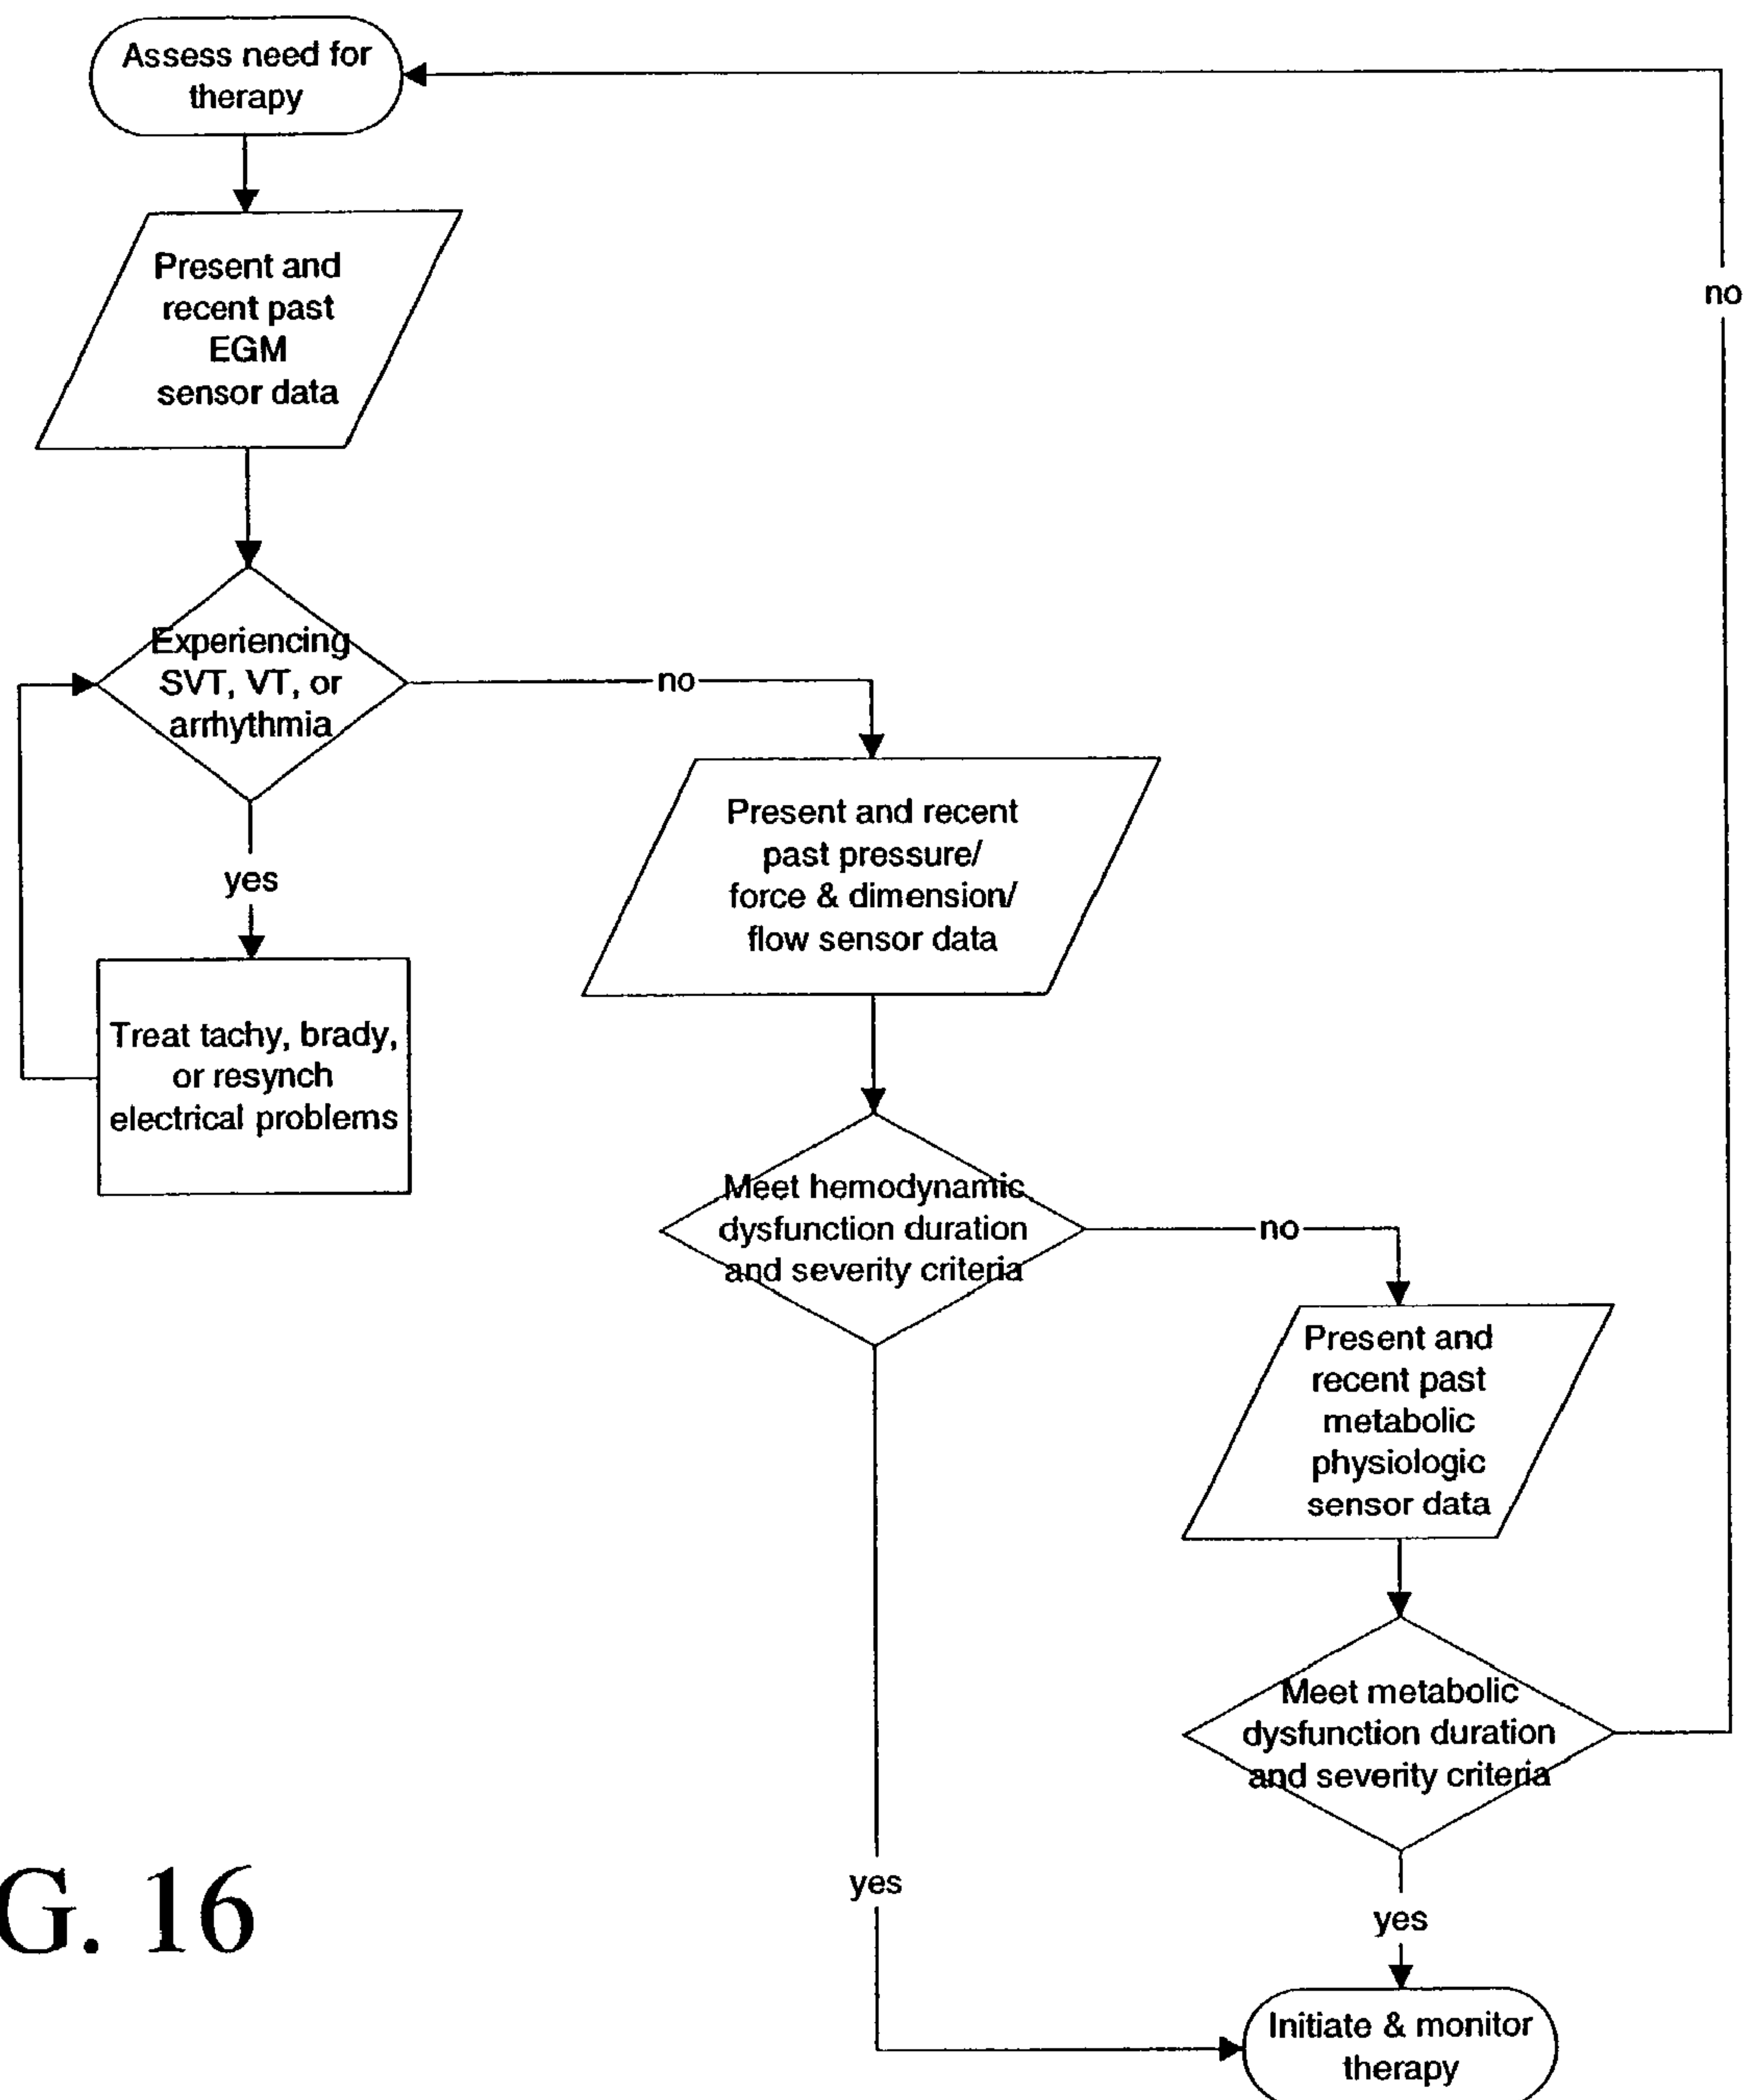 Assess need for
therapy
no
Present and
recent past
EGM
sensor data
Experiencing
SVT, VT, or
arrhythmia
no
yes
Present and recent
past pressure/
force & dimension/
flow sensor data
Treat tachy, brady,
or resynch
electrical problems
Meet hemodynamic
dysfunction duration
and severity criteria
no
Present and
recent past
metabolic
physiologic
sensor data
Meet metabolic
dysfunction duration
and severity criteria
yes
yes
G. 16
Initiate & monitor
therapy